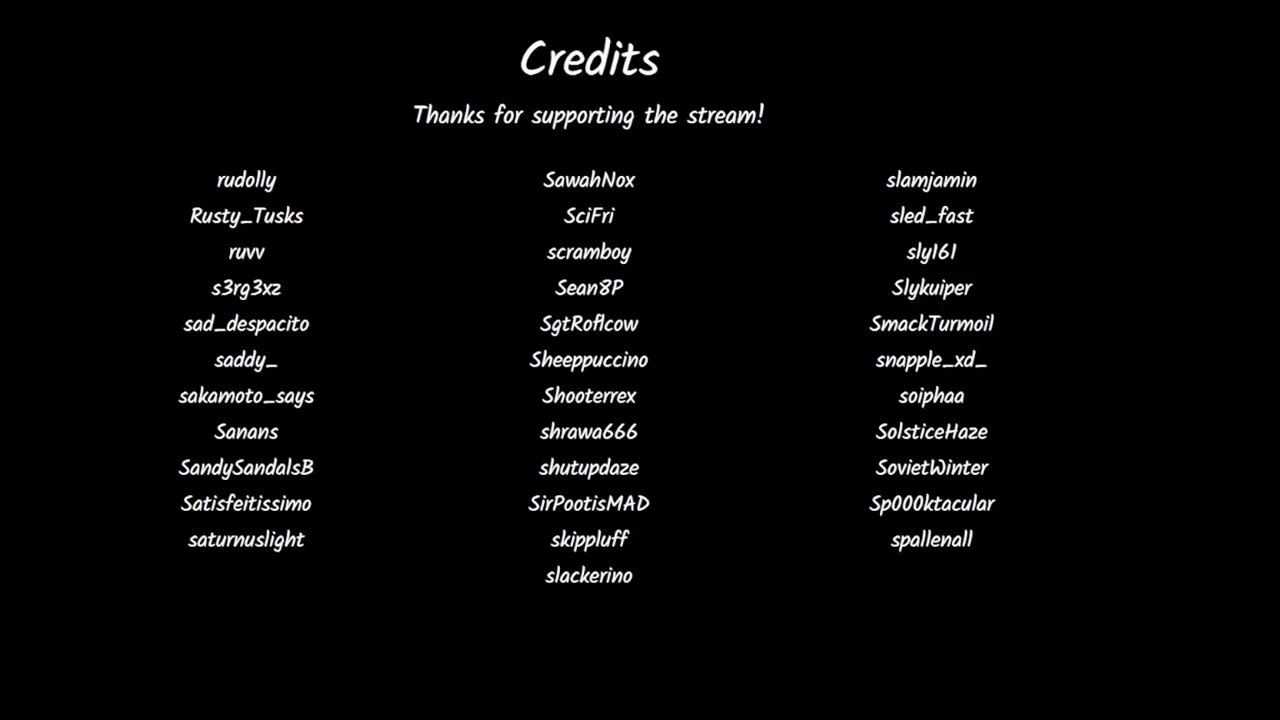 Credits
Thanks for supporting the stream!
rudolly
Rusty_Tusks
ruvv
s3rg3xz
sad_despacito
saddy_
sakamoto_says
Sanans
SandySandalsB
Satisfeitissimo
saturnuslight
SawahNox
SciFri
scramboy
Sean8P
SgtRoflcow
Sheeppuccino
Shooterrex
shrawa666
shutupdaze
SirPootisMAD
skippluff
slackerino
slamjamin
sled_fast
sly161
Slykuiper
SmackTurmoil
snapple_xd_
soiphaa
SolsticeHaze
SovietWinter
Sp000ktacular
spallenall